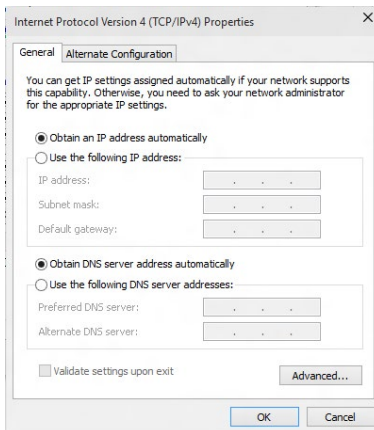 Internet Protocol Version 4 (TCP/IPv4) Properties
General Alternate Configuration
You can get IP settings assigned automatically if your network supports
this capability. Otherwise, you need to ask your network administrator
for the appropriate IP settings.
Obtain an IP address automatically
Use the following IP address:
IP address:
Subnet mask:
Default gateway:
Obtain DNS server address automatically
Use the following DNS server addresses:
Preferred DNS server:
Alternate DNS server:
Validate settings upon exit
Advanced...
OK Cancel